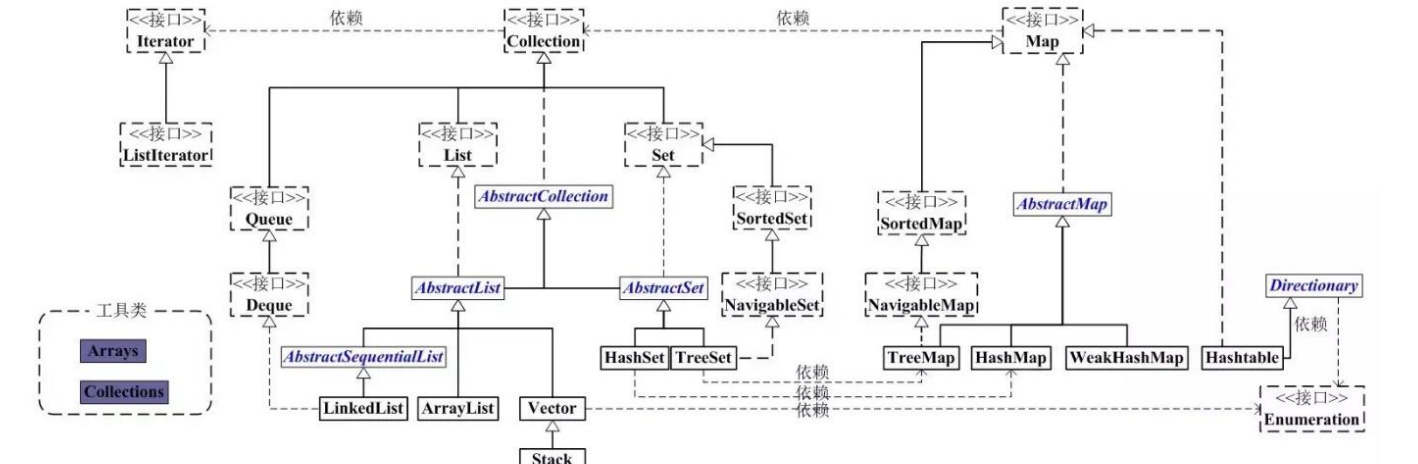 <<接口>>
Iterator
依赖
<<接口>>
Collection
依赖
<<接口>>
Map
<<接口>>
ListIterator
<<接口>>
List
<<接口>>
Set
<<接口>>
Queue
AbstractCollection
<<接口>>
SortedSet
<<接口>>
SortedMap
AbstractMap
<<接口>>
Deque
AbstractList
AbstractSet
<<接口>>
NavigableSet
<<接口>>
NavigableMap
Directionary
依赖
工具类
Arrays
Collections
AbstractSequentialList
HashSet
TreeSet
TreeMap
HashMap
WeakHashMap
Hashtable
依赖
依赖
依赖
LinkedList
ArrayList
Vector
<<接口>>
Enumeration
Stack